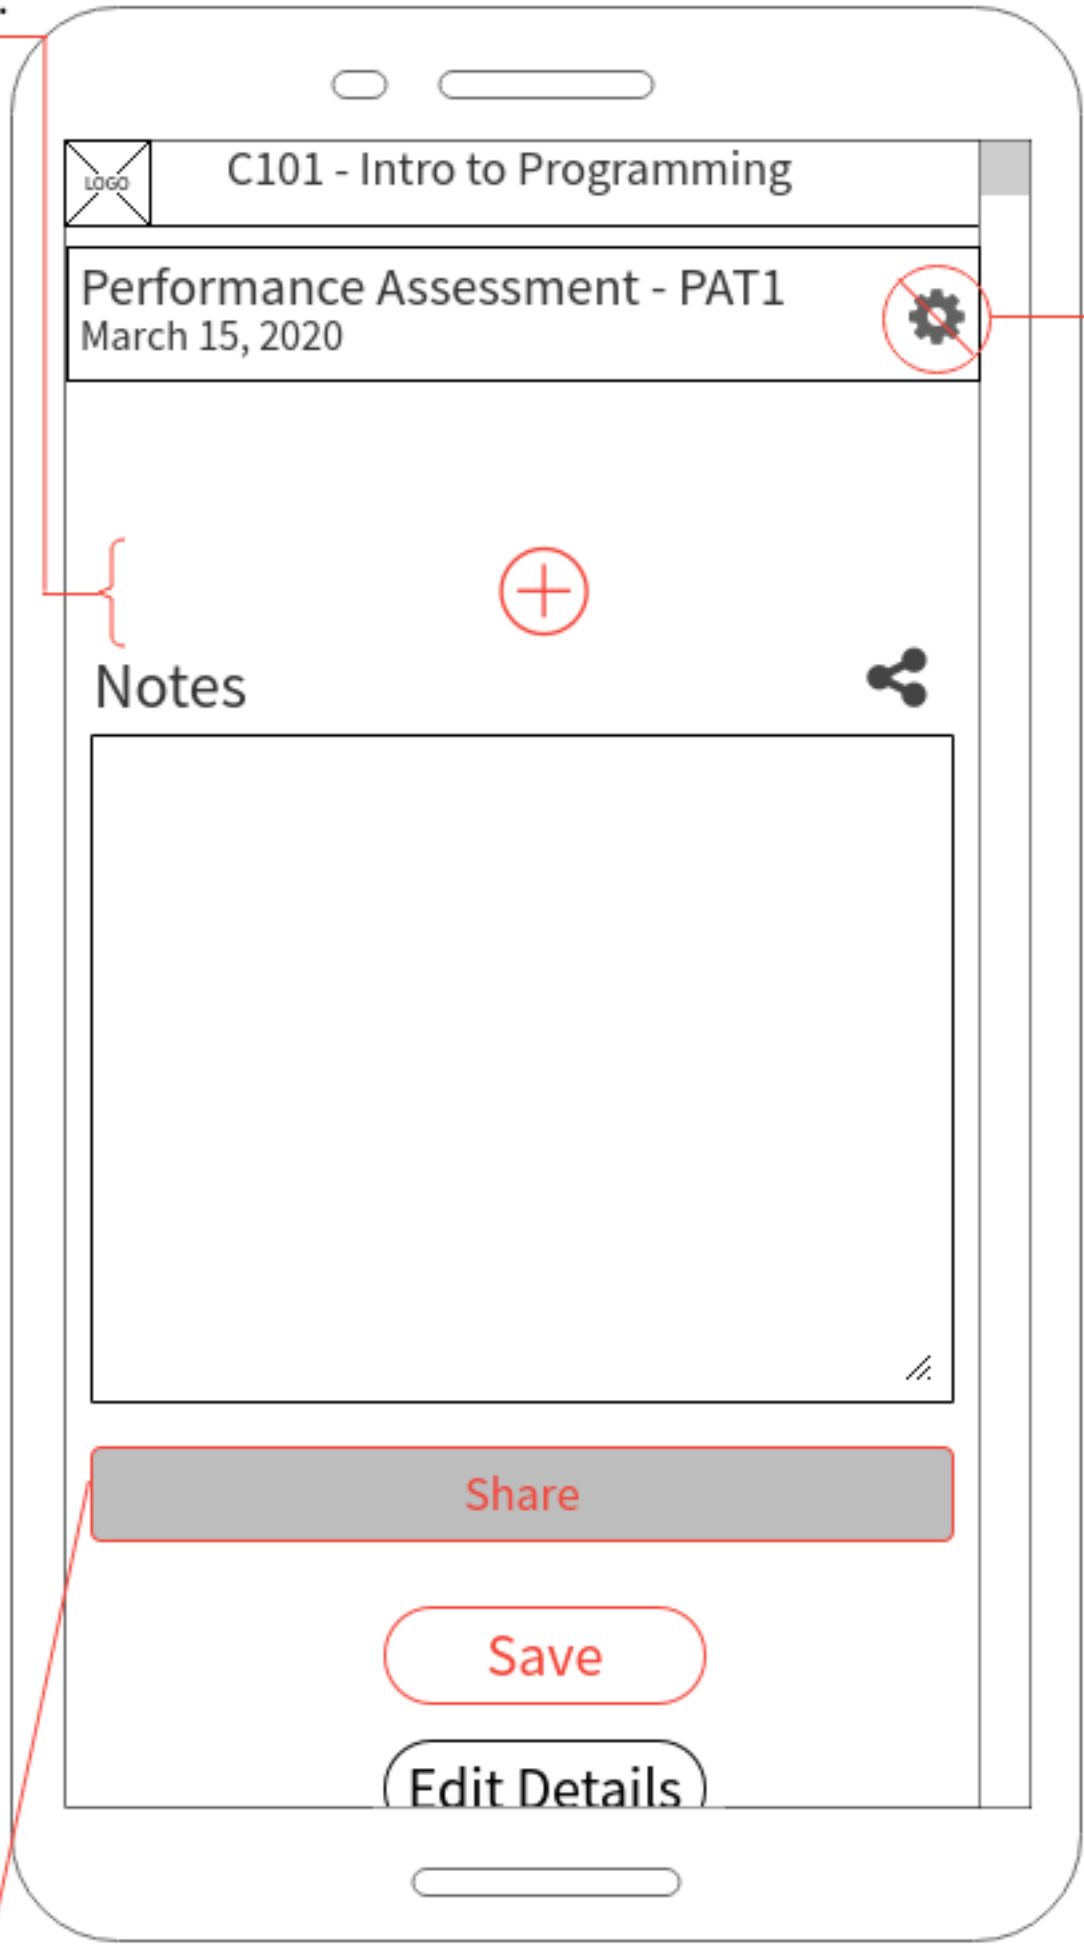 .
LOGO
C101 - Intro to Programming
Performance Assessment - PAT1
March 15, 2020
Notes
Share
Save
Edit Details